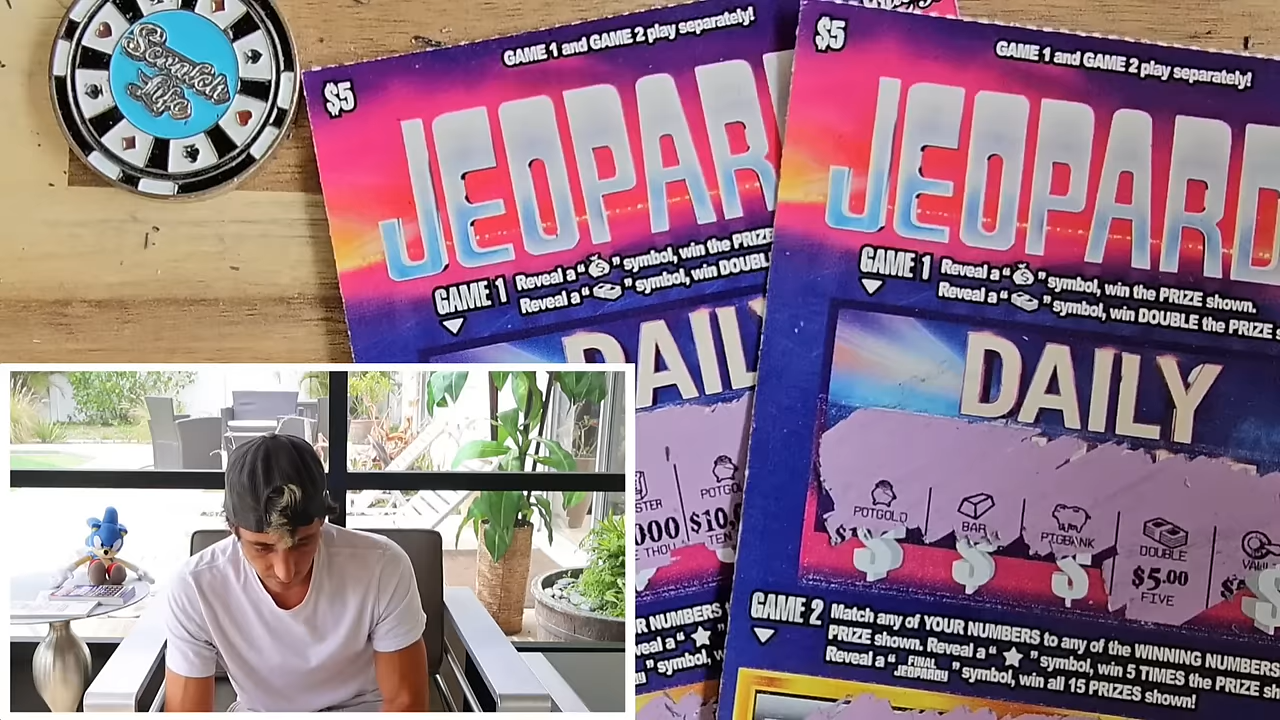 Scratch
Life
$5
GAME 1 and GAME 2 play separately!
JEOPAR
GAME 1
Reveal a " " symbol, win the PRIZE
Reveal a " " symbol, win DOUBL
DAILY
POTGO
000
$10,
TEN
R NUMBERS
$5
GAME 1 and GAME 2 play separately!
JEOPARD
GAME 1
Reveal a " " symbol, win the PRIZE shown.
Reveal a " " symbol, win DOUBLE the PRIZE S
DAILY
POTGOLD
BAR
PIGBANK
DOUBLE
$5.00
FIVE
GAME 2
Match any of YOUR NUMBERS to any of the WINNING NUMBERS
PRIZE shown. Reveal a " " symbol, win 5 TIMES the PRIZE sh
Reveal a " FINAL JEOPARDY " symbol, win all 15 PRIZES shown!